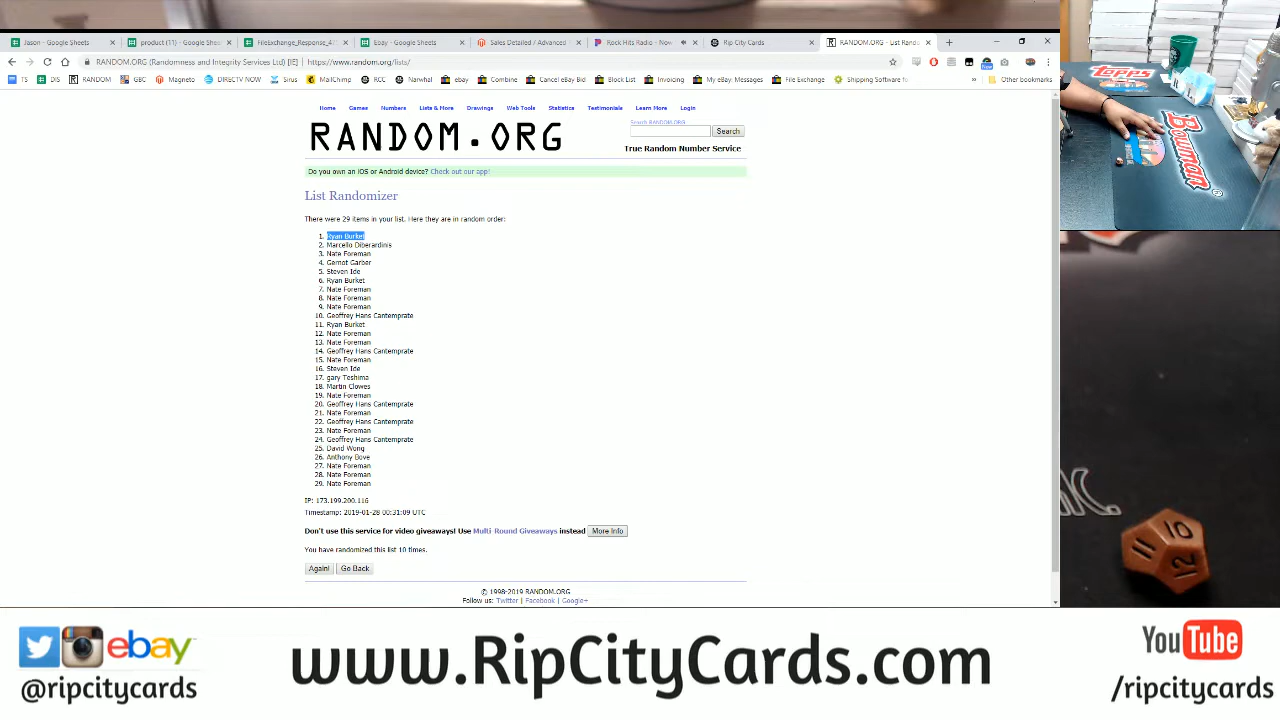 Jason - Google Sheets
product (11) - Google Sheets
FileExchange_Response_4
Ebay - Google Sheets
Sales Detailed / Advanced
Rock Hits Radio - Now
Rip City Cards
RANDOM.ORG - List Rand
RANDOM.ORG (Randomness and Integrity Services Ltd) [IE] | https://www.random.org/lists/
TS DIS RANDOM GBC Magneto DIRECTV NOW Sirius MailChimp RCC Shipstat ebay Combine Cancel eBay Bid Block List Invoicing My eBay: Messages File Exchange Shipping Software fo » Other bookmarks
Home Games Numbers Lists & More Drawings Web Tools Statistics Testimonials Learn More Login
RANDOM.ORG
Search RANDOM.ORG
Search
True Random Number Service
Do you own an iOS or Android device? Check out our app!
List Randomizer
There were 29 items in your list. Here they are in random order:
1. Ryan Burket
2. Marcello Diberardinis
3. Nate Foreman
4. Gernot Garber
5. Steven Ide
6. Ryan Burket
7. Nate Foreman
8. Nate Foreman
9. Nate Foreman
10. Geoffrey Hans Cantemprate
11. Ryan Burket
12. Nate Foreman
13. Nate Foreman
14. Geoffrey Hans Cantemprate
15. Nate Foreman
16. Steven Ide
17. gary Toshima
18. Martin Clowes
19. Nate Foreman
20. Geoffrey Hans Cantemprate
21. Nate Foreman
22. Geoffrey Hans Cantemprate
23. Nate Foreman
24. Geoffrey Hans Cantemprate
25. David Wong
26. Anthony Bove
27. Nate Foreman
28. Nate Foreman
29. Nate Foreman
IP: 173.199.200.116
Timestamp: 2019-01-28 00:31:09 UTC
Don't use this service for video giveaways! Use Multi-Round Giveaways instead More Info
You have randomized this list 10 times.
Again! Go Back
© 1998-2019 RANDOM.ORG
Follow us: Twitter | Facebook | Google+
topps
Bowman
11
10
12
ebay
@ripcitycards
www.RipCityCards.com
YouTube
/ripcitycards